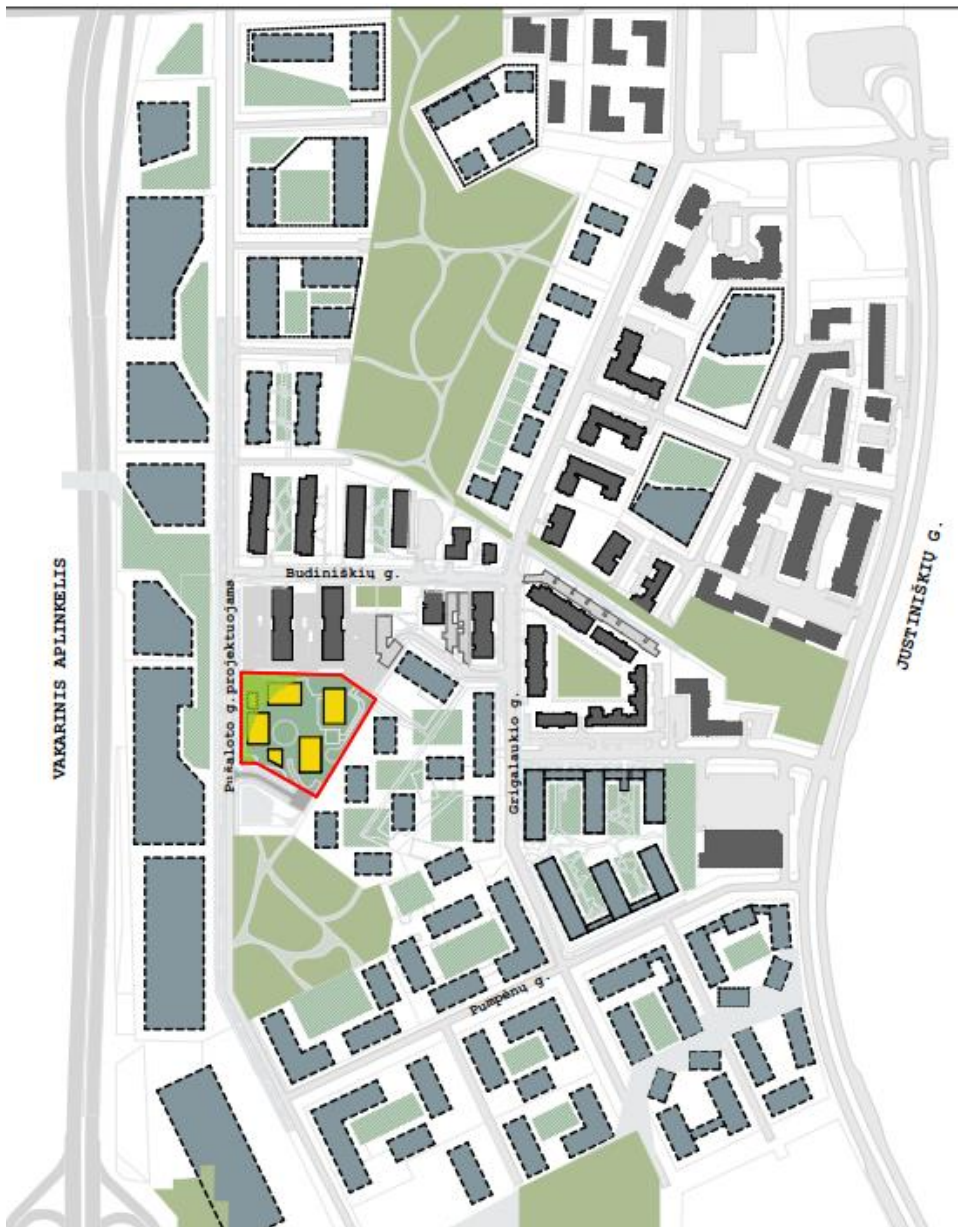 Budiniškių g.
VAKARINIS APLINKELIS
Pušaloto g. projektuojama
Grigalaukio g.
JUSTINIŠKIŲ G.
Pumpėnų g.